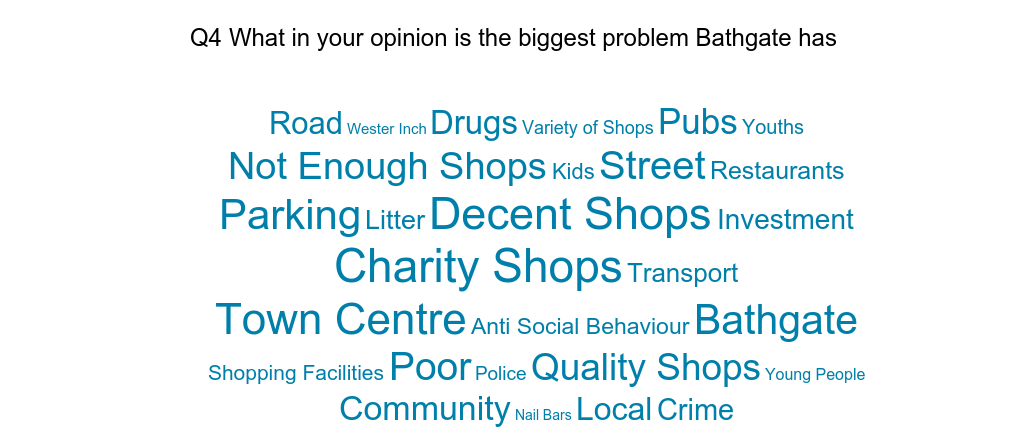 Q4 What in your opinion is the biggest problem Bathgate has
Road Wester Inch Drugs Variety of Shops Pubs Youths
Not Enough Shops Kids Street Restaurants
Parking Litter Decent Shops Investment
Charity Shops Transport
Town Centre Anti Social Behaviour Bathgate
Shopping Facilities Poor Police Quality Shops Young People
Community Nail Bars Local Crime